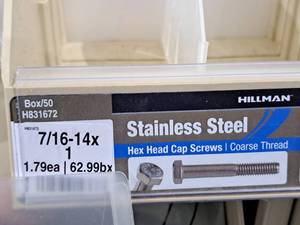 Box/50
H831672
H831672
7/16-14x
1
1.79ea | 62.99bx
HILLMAN
Stainless Steel
Hex Head Cap Screws | Coarse Thread